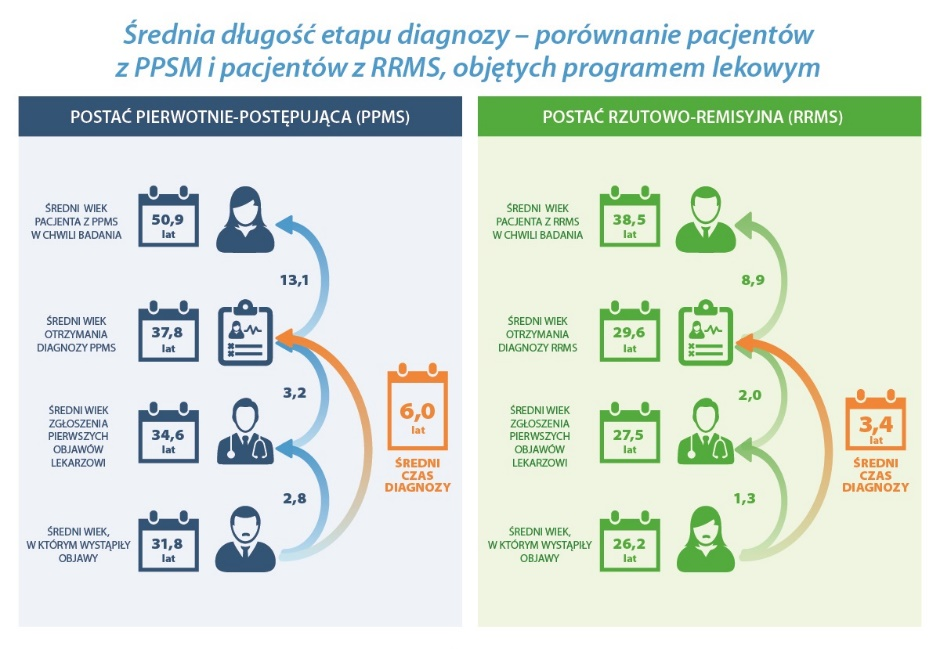 Średnia długość etapu diagnozy – porównanie pacjentów
z PPSM i pacjentów z RRMS, objętych programem lekowym
POSTAĆ PIERWOTNIE-POSTĘPUJĄCA (PPMS)
ŚREDNI WIEK
PACJENTA Z PPMS
W CHWILI BADANIA
50,9
lat
13,1
ŚREDNI WIEK
OTRZYMANIA
DIAGNOZY PPMS
37,8
lat
3,2
ŚREDNI WIEK
ZGŁOSZENIA
PIERWSZYCH
OBJAWÓW
LEKARZOWI
34,6
lat
2,8
ŚREDNI WIEK,
W KTÓRYM WYSTĄPIŁY
OBJAWY
31,8
lat
6,0
lat
ŚREDNI
CZAS
DIAGNOZY
POSTAĆ RZUTOWO-REMISYJNA (RRMS)
ŚREDNI WIEK
PACJENTA Z RRMS
W CHWILI BADANIA
38,5
lat
8,9
ŚREDNI WIEK
OTRZYMANIA
DIAGNOZY RRMS
29,6
lat
2,0
ŚREDNI WIEK
ZGŁOSZENIA
PIERWSZYCH
OBJAWÓW
LEKARZOWI
27,5
lat
1,3
ŚREDNI WIEK,
W KTÓRYM WYSTĄPIŁY
OBJAWY
26,2
lat
3,4
lat
ŚREDNI
CZAS
DIAGNOZY